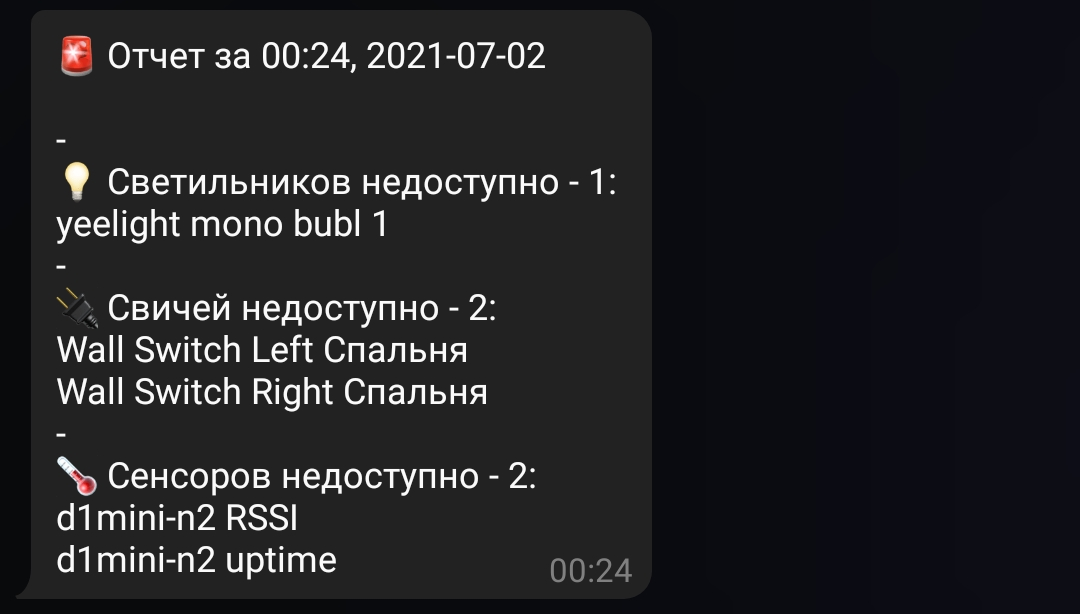 🚨 Отчет за 00:24, 2021-07-02
-
💡 Светильников недоступно - 1:
yeelight mono bubl 1
-
🔌 Свичей недоступно - 2:
Wall Switch Left Спальня
Wall Switch Right Спальня
-
🌡 Сенсоров недоступно - 2:
d1mini-n2 RSSI
d1mini-n2 uptime
00:24